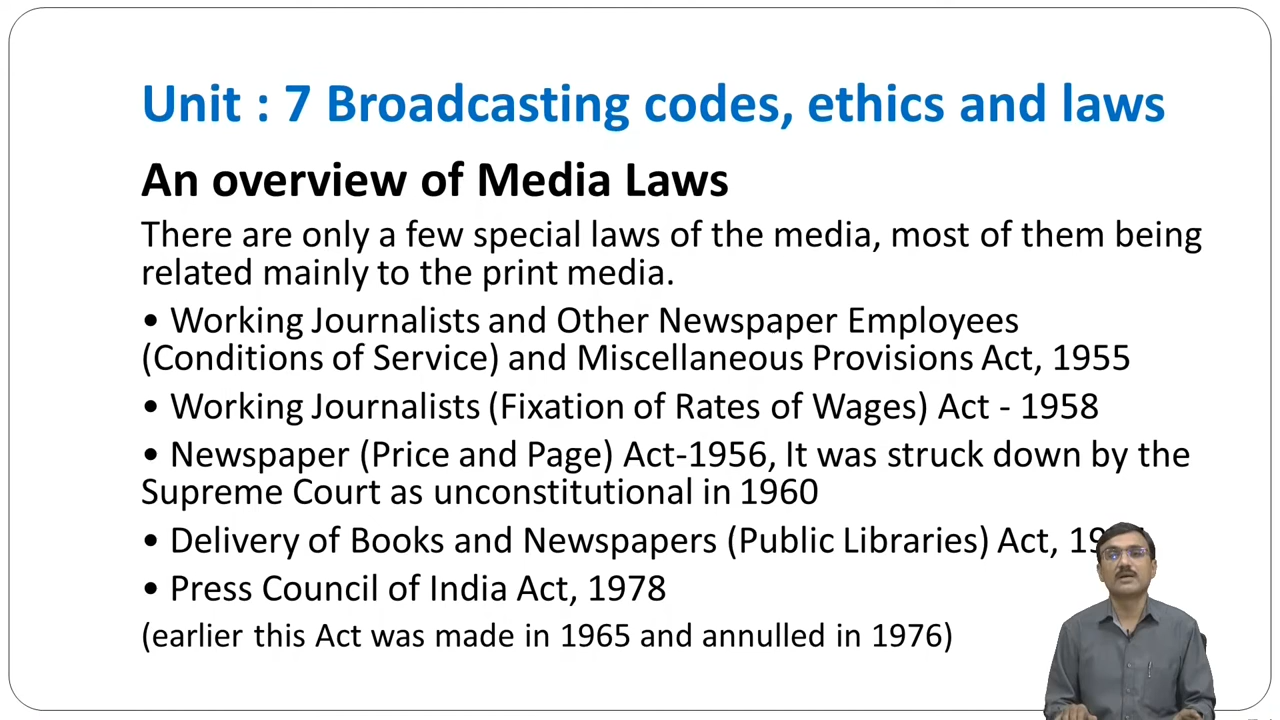 Unit : 7 Broadcasting codes, ethics and laws
An overview of Media Laws
There are only a few special laws of the media, most of them being
related mainly to the print media.
• Working Journalists and Other Newspaper Employees
(Conditions of Service) and Miscellaneous Provisions Act, 1955
• Working Journalists (Fixation of Rates of Wages) Act - 1958
• Newspaper (Price and Page) Act-1956, It was struck down by the
Supreme Court as unconstitutional in 1960
• Delivery of Books and Newspapers (Public Libraries) Act,
• Press Council of India Act, 1978
(earlier this Act was made in 1965 and annulled in 1976)